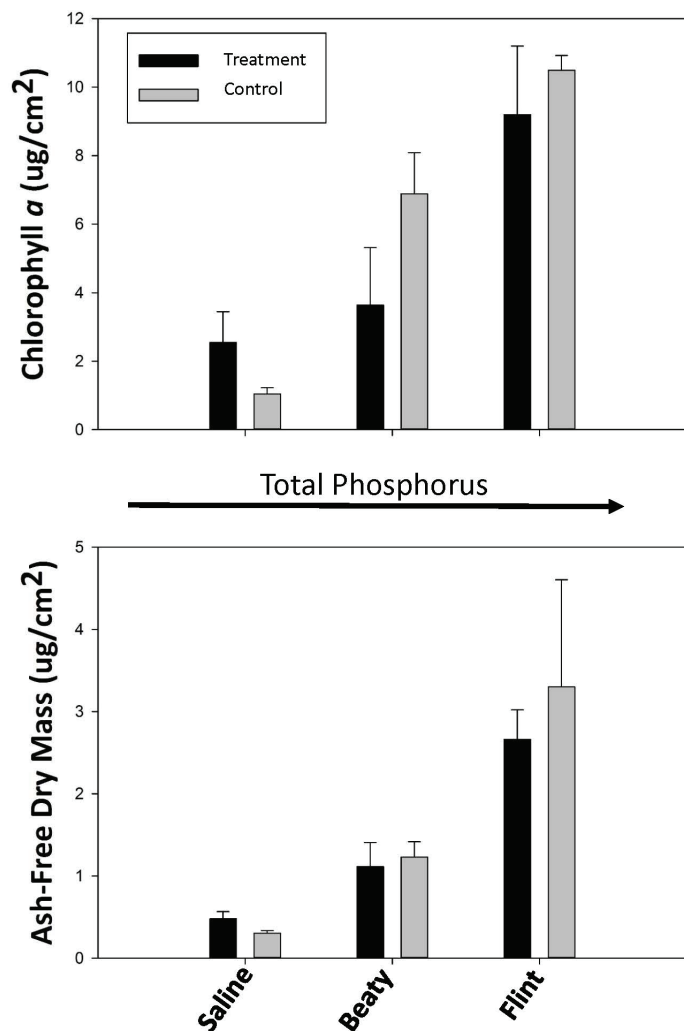 12
10
8
6
4
2
0
Chlorophyll a (ug/cm²)
Treatment
Control
Total Phosphorus
5
4
3
2
1
0
Ash-Free Dry Mass (ug/cm²)
Saline
Beaty
Flint